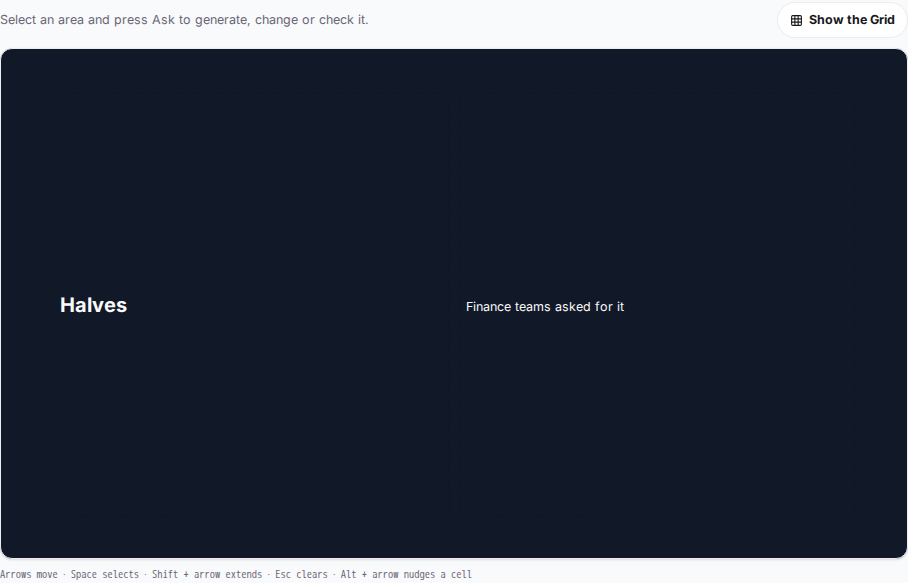 Select an area and press Ask to generate, change or check it.
Show the Grid
Halves
Finance teams asked for it
Arrows move · Space selects · Shift + arrow extends · Esc clears · Alt + arrow nudges a cell